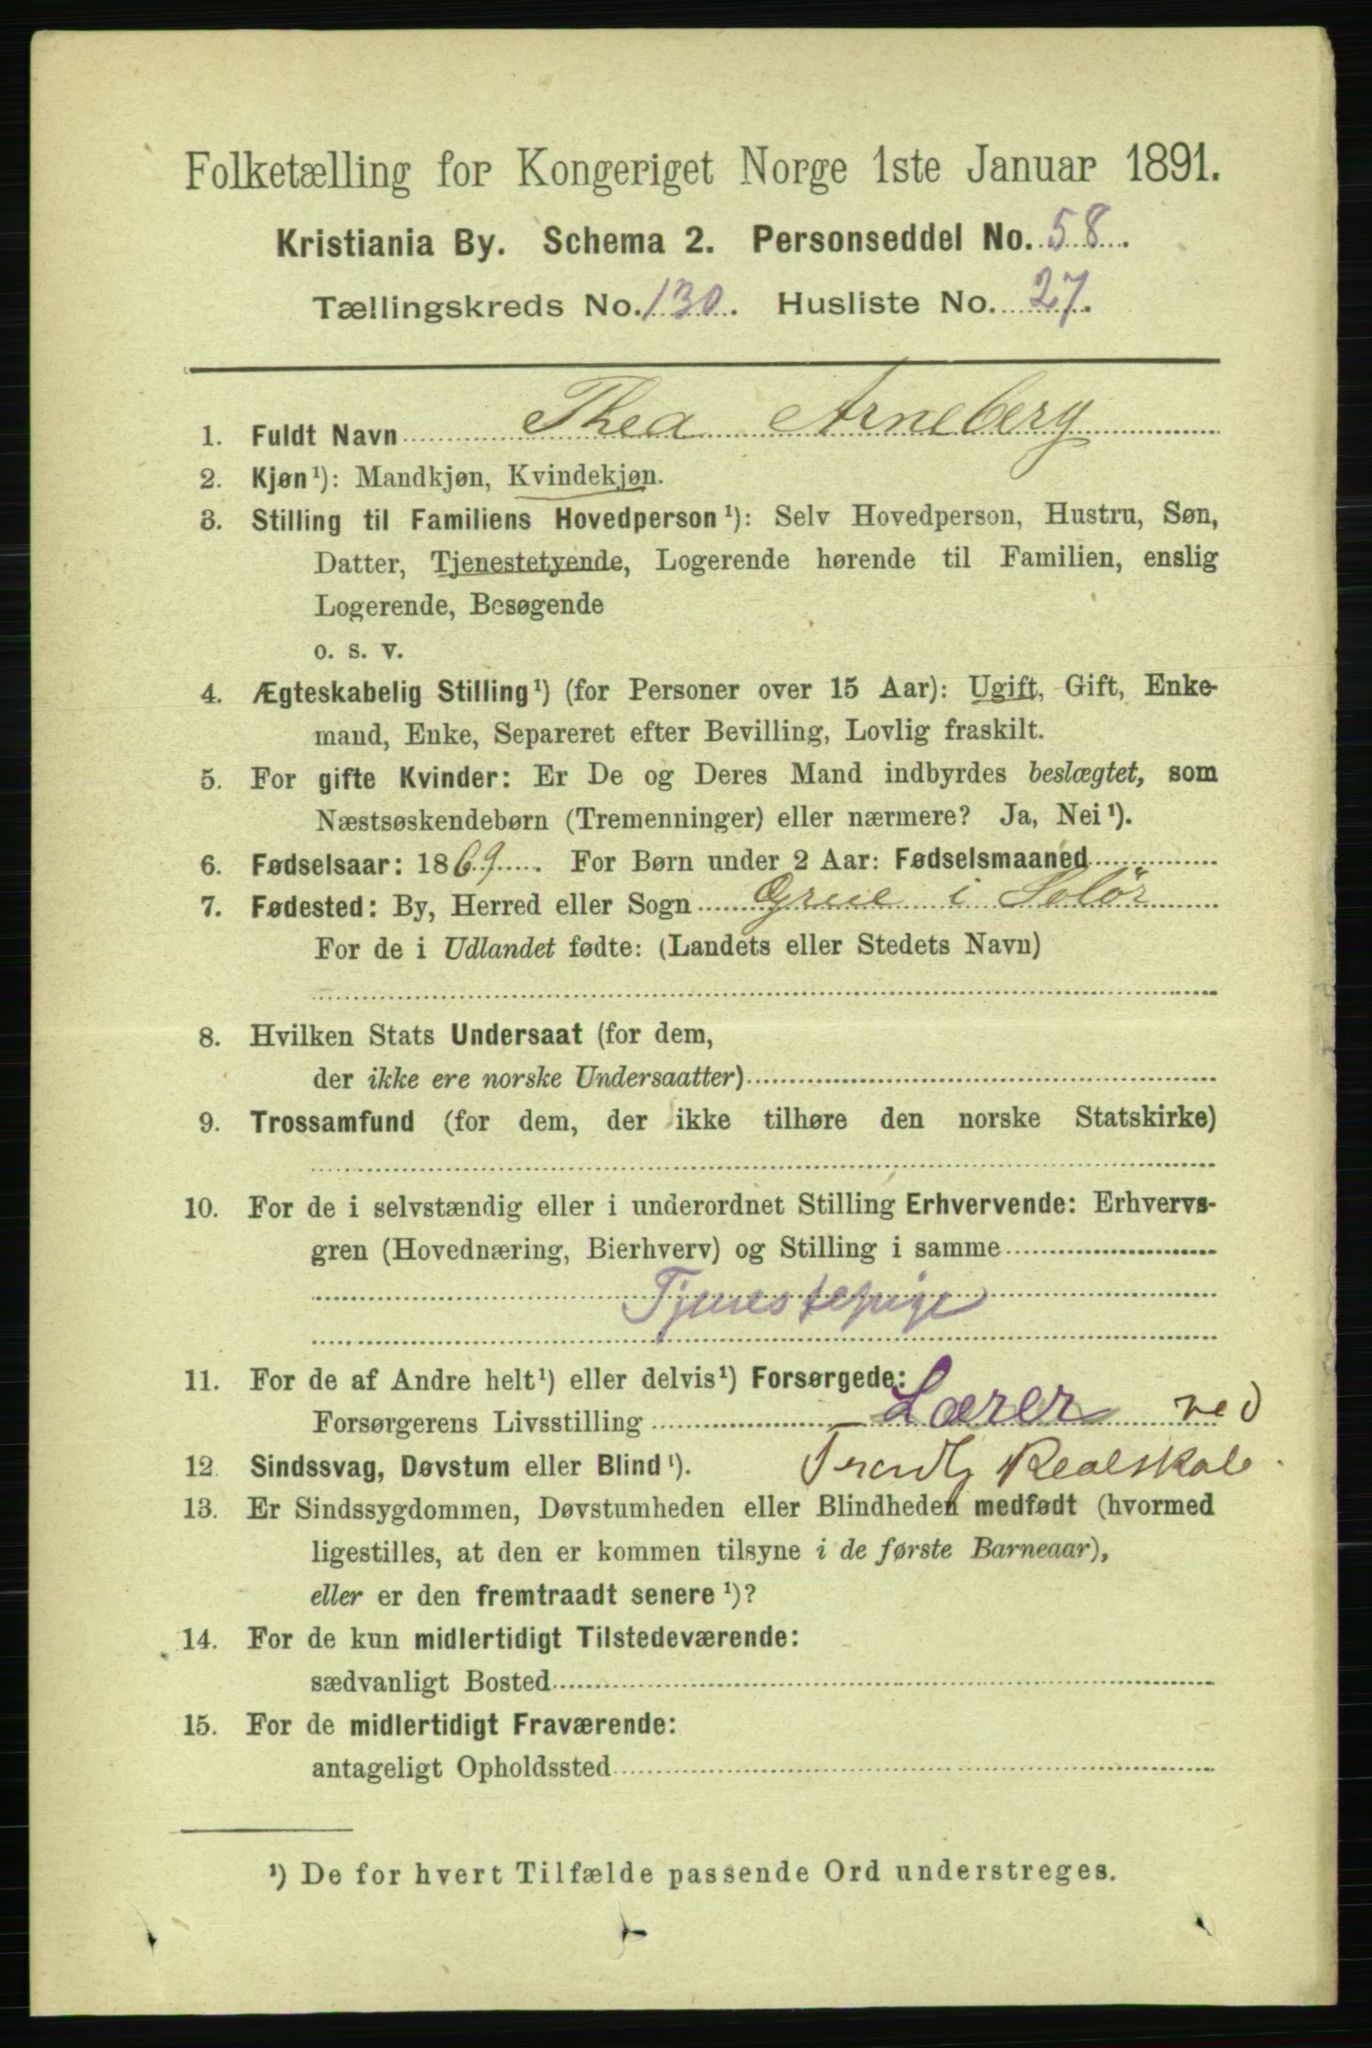 Folketælling for Kongeriget Norge 1ste Januar 1891.
Kristiania By. Schema 2. Personseddel No. 58.
Tællingskreds No. 130. Husliste No. 27.
1. Fuldt Navn Thea Arneberg
2. Kjøn¹): Mandkjøn, Kvindekjøn.
3. Stilling til Familiens Hovedperson¹): Selv Hovedperson, Hustru, Søn,
Datter, Tjenestetyende, Logerende hørende til Familien, enslig
Logerende, Besøgende
o. s. v.
4. Ægteskabelig Stilling¹) (for Personer over 15 Aar): Ugift, Gift, Enke-
mand, Enke, Separeret efter Bevilling, Lovlig fraskilt.
5. For gifte Kvinder: Er De og Deres Mand indbyrdes beslægtet, som
Næstsøskendebørn (Tremenninger) eller nærmere? Ja, Nei¹).
6. Fødselsaar: 1869. For Børn under 2 Aar: Fødselsmaaned
7. Fødested: By, Herred eller Sogn Grue i Solör
For de i Udlandet fødte: (Landets eller Stedets Navn)
8. Hvilken Stats Undersaat (for dem,
der ikke ere norske Undersaatter)
9. Trossamfund (for dem, der ikke tilhøre den norske Statskirke)
10. For de i selvstændig eller i underordnet Stilling Erhvervende: Erhvervs-
gren (Hovednæring, Bierhverv) og Stilling i samme
Tjenestepige
11. For de af Andre helt¹) eller delvis¹) Forsørgede:
Forsørgerens Livsstilling Lærer ved
12. Sindssvag, Døvstum eller Blind¹). Realskole.
13. Er Sindssygdommen, Døvstumheden eller Blindheden medfødt (hvormed
ligestilles, at den er kommen tilsyne i de første Barneaar),
eller er den fremtraadt senere¹)?
14. For de kun midlertidigt Tilstedeværende:
sædvanligt Bosted
15. For de midlertidigt Fraværende:
antageligt Opholdssted
¹) De for hvert Tilfælde passende Ord understreges.